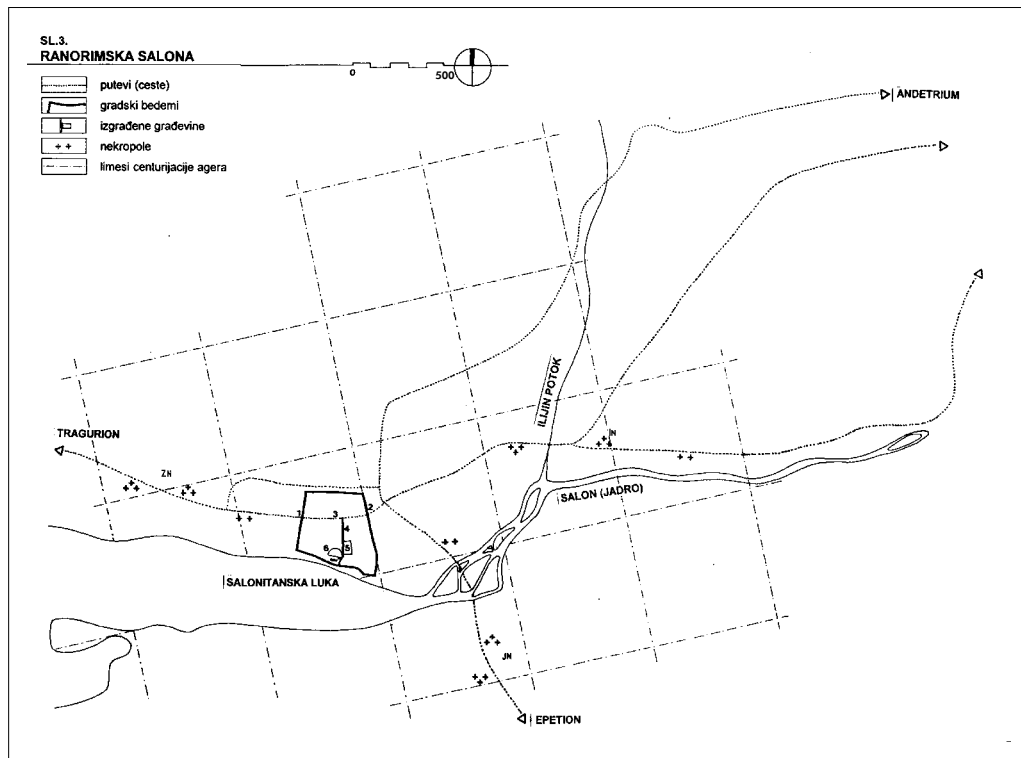 SL.3.
RANORIMSKA SALONA
0
500
putevi (ceste)
gradski bedemi
izgrađene građevine
nekropole
limesi centurijacije agera
ANDETRIUM
ILIJIN POTOK
TRAGURION
ZN
IN
1
3
2
4
6
5
SALON (JADRO)
SALONITANSKA LUKA
JN
EPETION